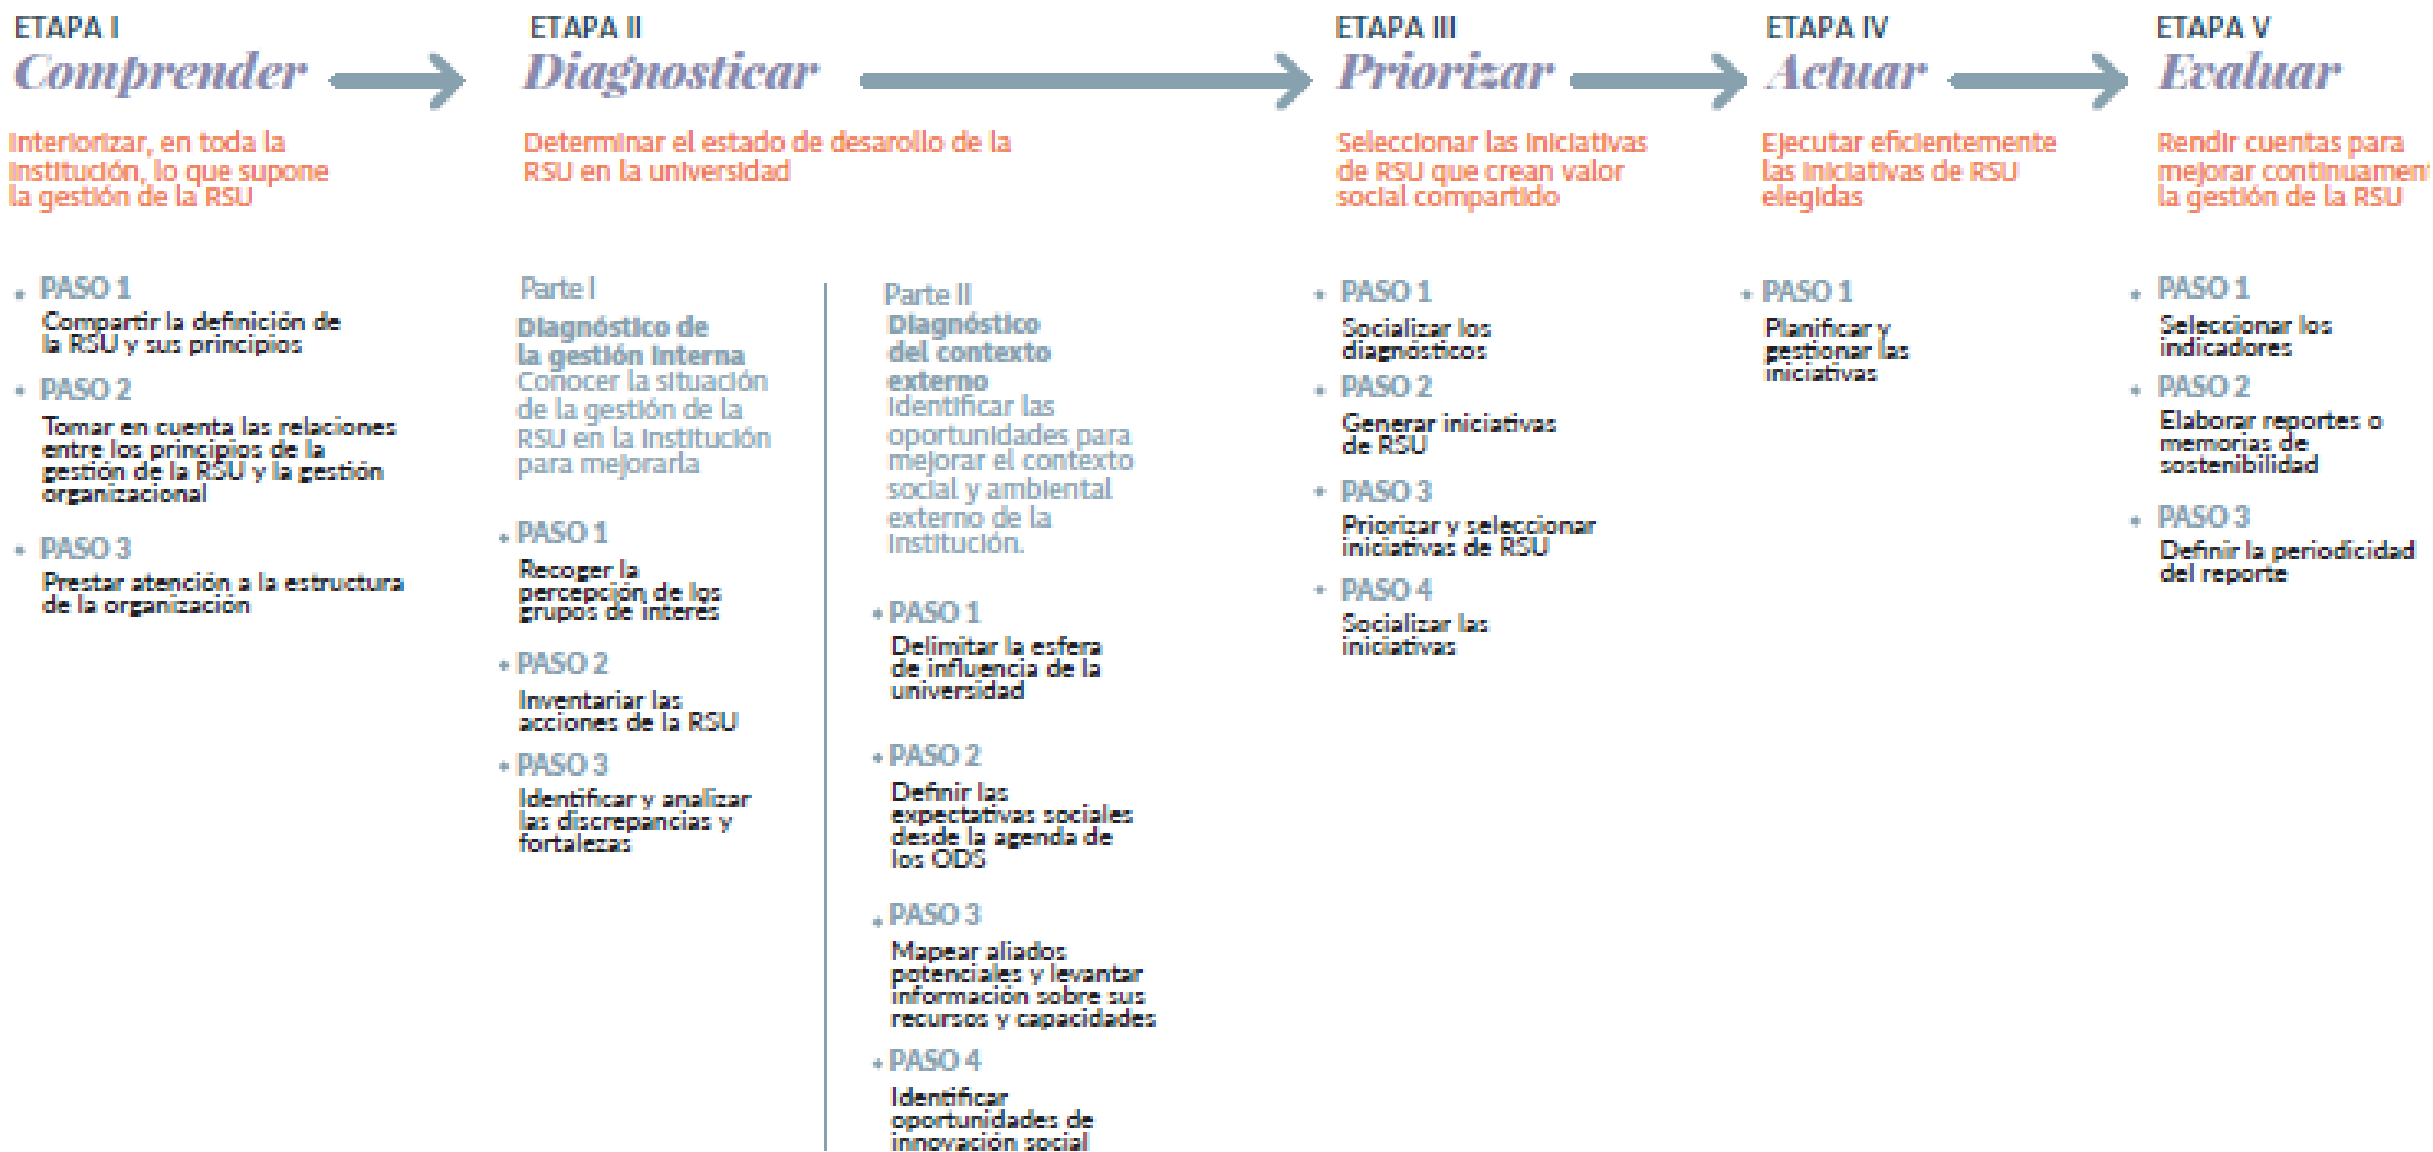 ETAPA I
Comprender
Interiorizar, en toda la
institución, lo que supone
la gestión de la RSU
PASO 1
Compartir la definición de
la RSU y sus principios
PASO 2
Tomar en cuenta las relaciones
entre los principios de la
gestión de la RSU y la gestión
organizacional
PASO 3
Prestar atención a la estructura
de la organización
ETAPA II
Diagnosticar
Determinar el estado de desarollo de la
RSU en la universidad
Parte I
Diagnóstico de
la gestión interna
Conocer la situación
de la gestión de la
RSU en la institución
para mejorarla
PASO 1
Recoger la
percepción de los
grupos de interés
PASO 2
Inventariar las
acciones de la RSU
PASO 3
Identificar y analizar
las discrepancias y
fortalezas
Parte II
Diagnóstico
del contexto
externo
Identificar las
oportunidades para
mejorar el contexto
social y ambiental
externo de la
institución.
PASO 1
Delimitar la esfera
de influencia de la
universidad
PASO 2
Definir las
expectativas sociales
desde la agenda de
los ODS
PASO 3
Mapear aliados
potenciales y levantar
información sobre sus
recursos y capacidades
PASO 4
Identificar
oportunidades de
innovación social
ETAPA III
Priorizar
Seleccionar las iniciativas
de RSU que crean valor
social compartido
PASO 1
Socializar los
diagnósticos
PASO 2
Generar iniciativas
de RSU
PASO 3
Priorizar y seleccionar
iniciativas de RSU
PASO 4
Socializar las
iniciativas
ETAPA IV
Actuar
Ejecutar eficientemente
las iniciativas de RSU
elegidas
PASO 1
Planificar y
gestionar las
iniciativas
ETAPA V
Evaluar
Rendir cuentas para
mejorar continuamen
la gestión de la RSU
PASO 1
Seleccionar los
indicadores
PASO 2
Elaborar reportes o
memorias de
sostenibilidad
PASO 3
Definir la periodicidad
del reporte